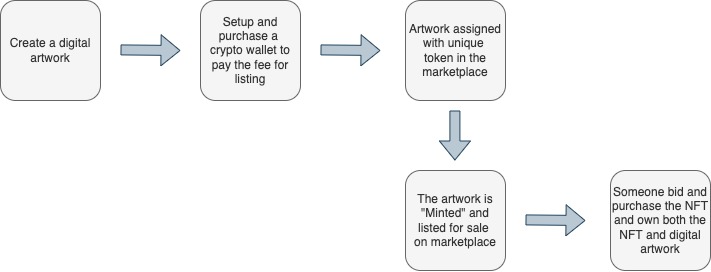 Create a digital
artwork
Setup and
purchase a
crypto wallet to
pay the fee for
listing
Artwork assigned
with unique
token in the
marketplace
The artwork is
"Minted" and
listed for sale
on marketplace
Someone bid and
purchase the NFT
and own both the
NFT and digital
artwork